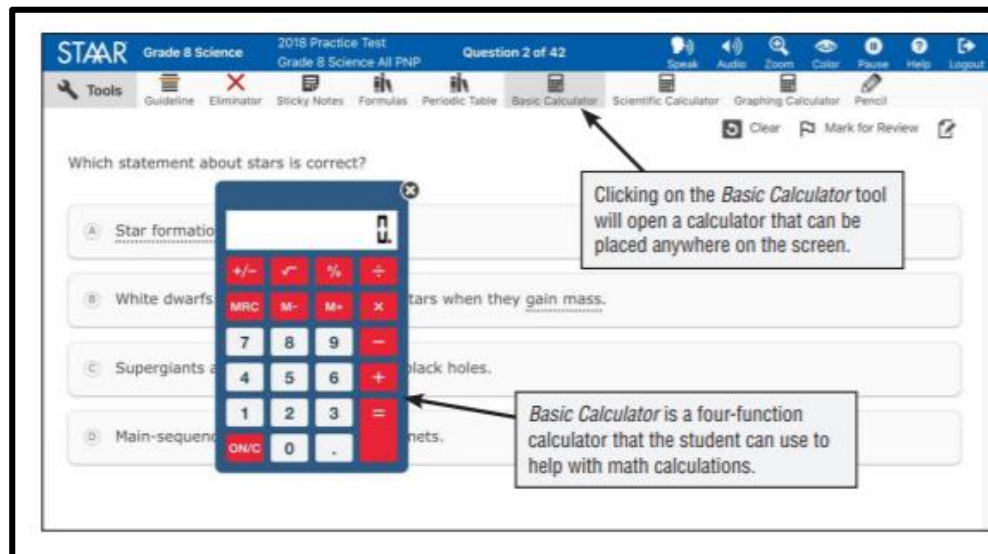 STAAR Grade 8 Science 2018 Practice Test Question 2 of 42 Speak Audio Zoom Color Pause Help Logout
Grade 8 Science All PNP
Tools Guideline Eliminator Sticky Notes Formulas Periodic Table Basic Calculator Scientific Calculator Graphing Calculator Pencil
Clear Mark for Review
Which statement about stars is correct?
Clicking on the Basic Calculator tool
will open a calculator that can be
placed anywhere on the screen.
A Star formatio
B White dwarfs tars when they gain mass.
C Supergiants a black holes.
D Main-sequenc nets.
0.
+/- √ % ÷
MRC M- M+ ×
7 8 9 −
4 5 6 +
1 2 3 =
ON/C 0 .
Basic Calculator is a four-function
calculator that the student can use to
help with math calculations.